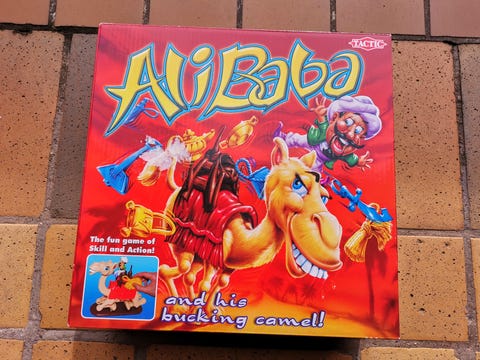 TACTIC
Ali Baba
The fun game of
Skill and Action!
and his
bucking camel!